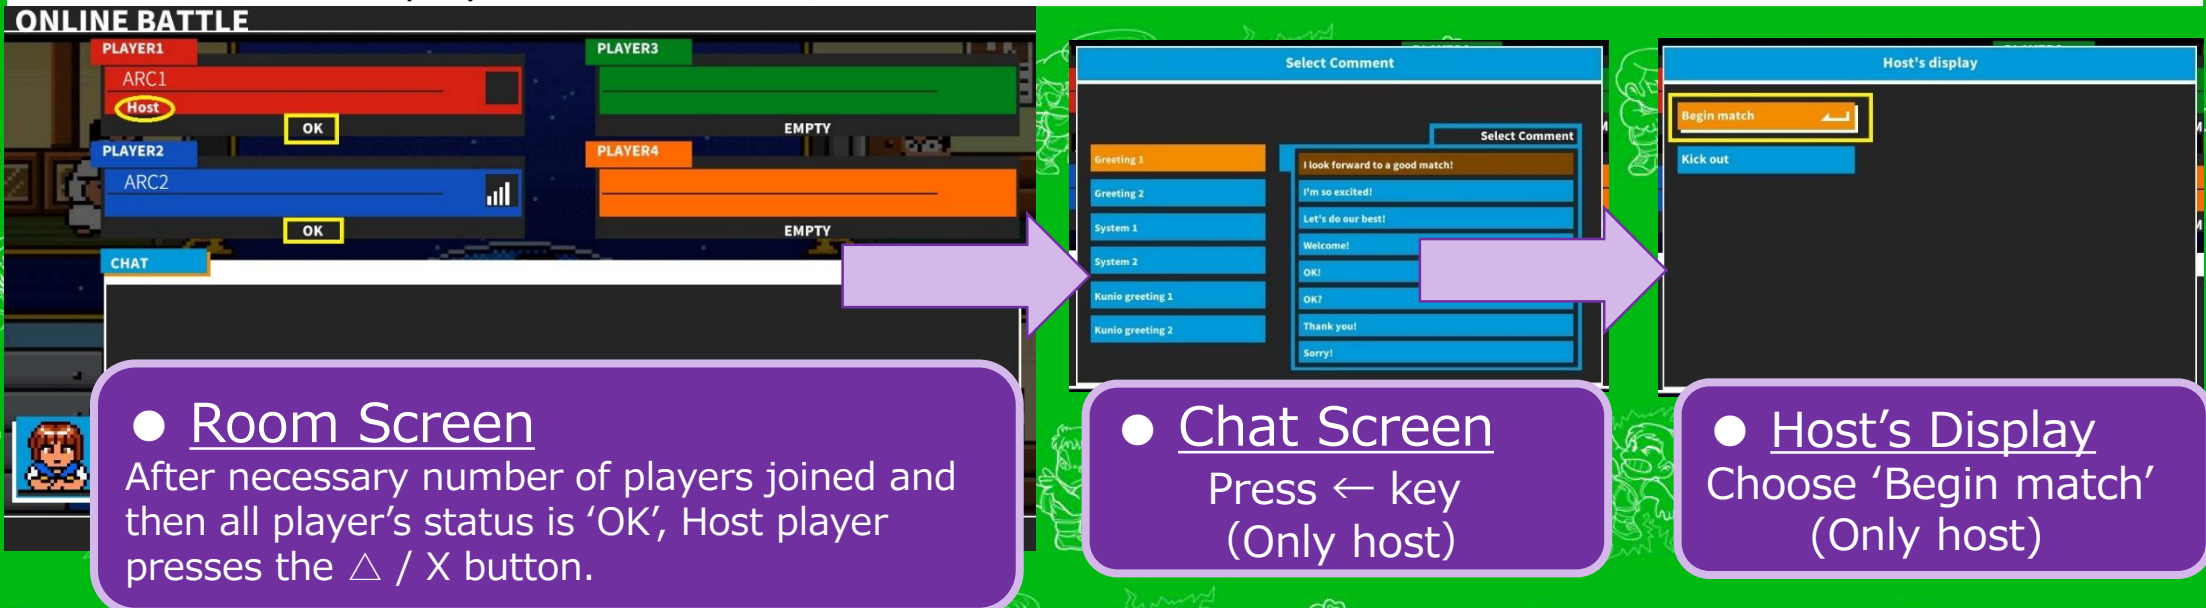 ONLINE BATTLE
PLAYER1
ARC1
Host
OK
PLAYER2
ARC2
OK
PLAYER3
EMPTY
PLAYER4
EMPTY
CHAT
● Room Screen
After necessary number of players joined and
then all player's status is ‘OK’, Host player
presses the △ / X button.
Select Comment
Select Comment
Greeting 1
Greeting 2
System 1
System 2
Kunio greeting 1
Kunio greeting 2
I look forward to a good match!
I'm so excited!
Let's do our best!
Welcome!
OK!
OK?
Thank you!
Sorry!
● Chat Screen
Press ← key
(Only host)
Host's display
Begin match
Kick out
● Host’s Display
Choose ‘Begin match’
(Only host)